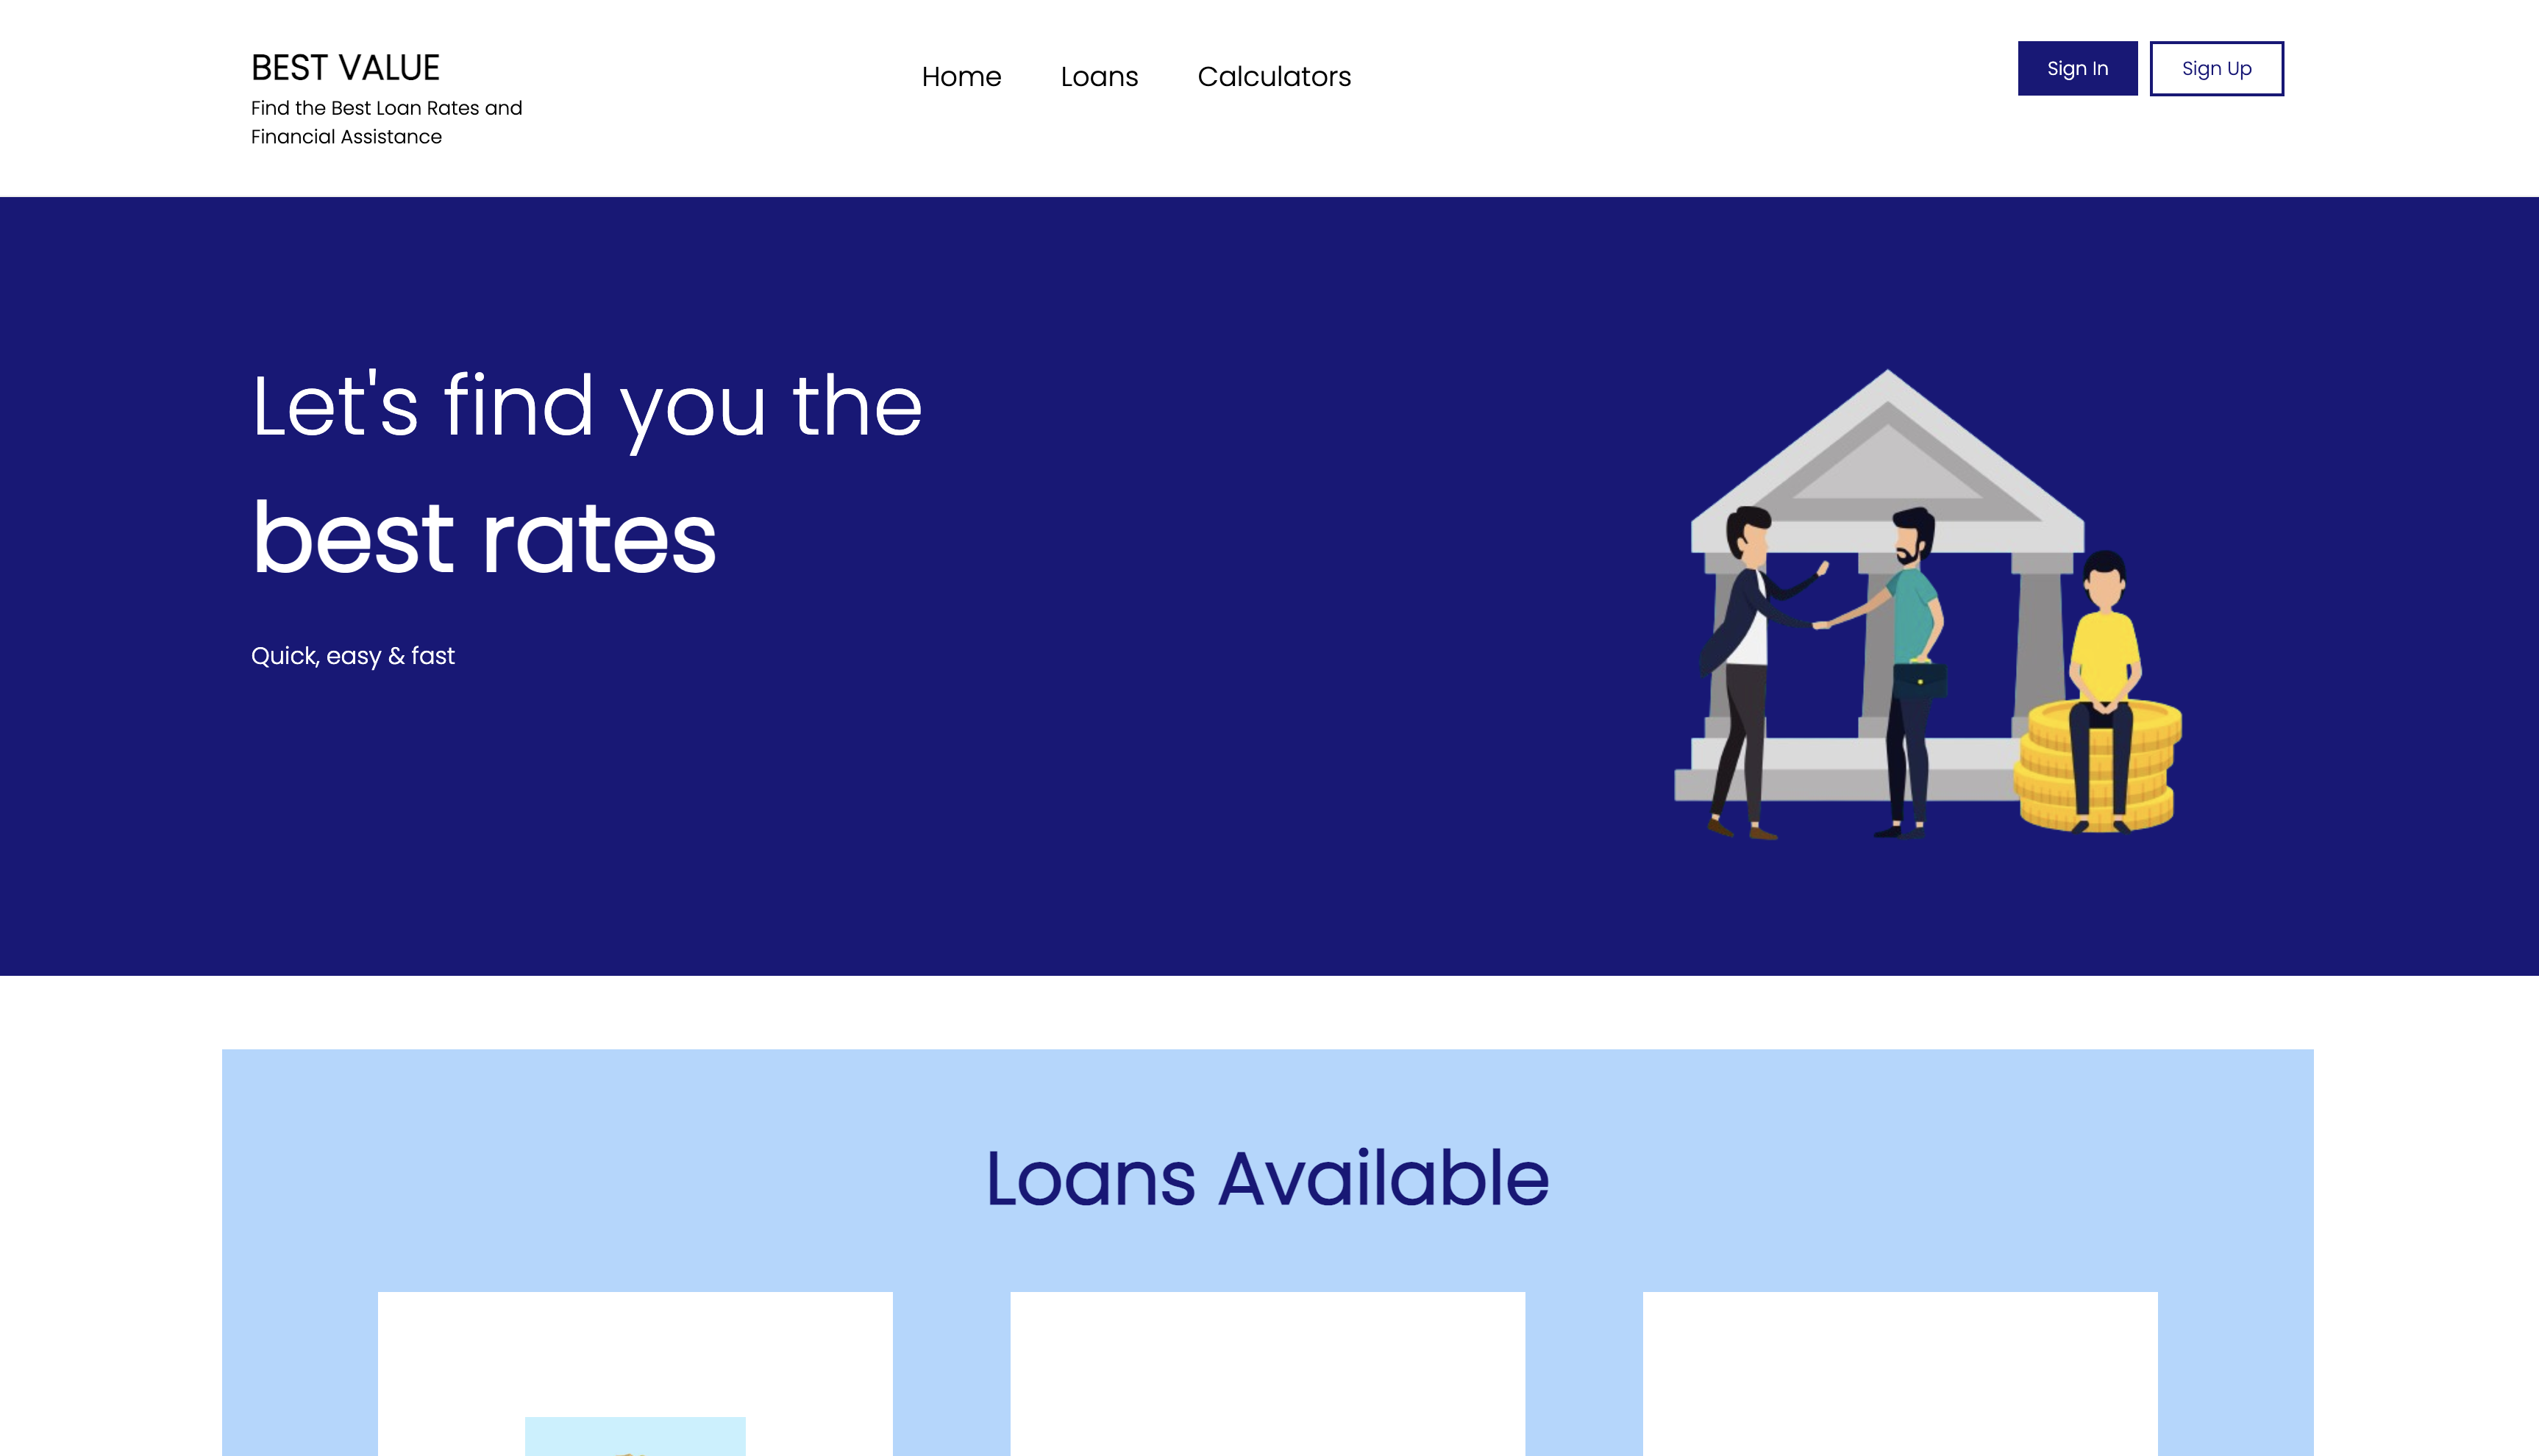 BEST VALUE
Find the Best Loan Rates and
Financial Assistance
Home Loans Calculators
Sign In Sign Up
Let's find you the
best rates
Quick, easy & fast
Loans Available